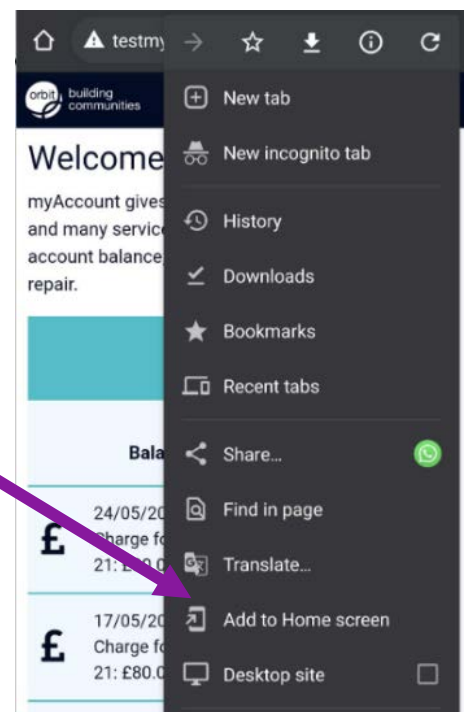 testmy
orbit building
communities
Welcome
myAccount gives
and many service
account balance,
repair.
New tab
New incognito tab
History
Downloads
Bookmarks
Recent tabs
Share...
Find in page
Translate...
Add to Home screen
Desktop site
Bala
£
24/05/20
Charge fo
21:
£
17/05/20
Charge fo
21: £80.0